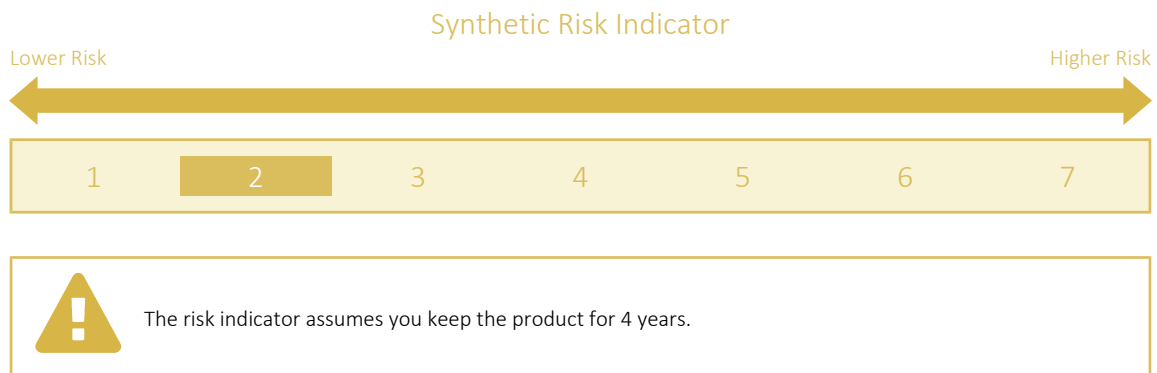 Synthetic Risk Indicator
Lower Risk Higher Risk
1 2 3 4 5 6 7
The risk indicator assumes you keep the product for 4 years.